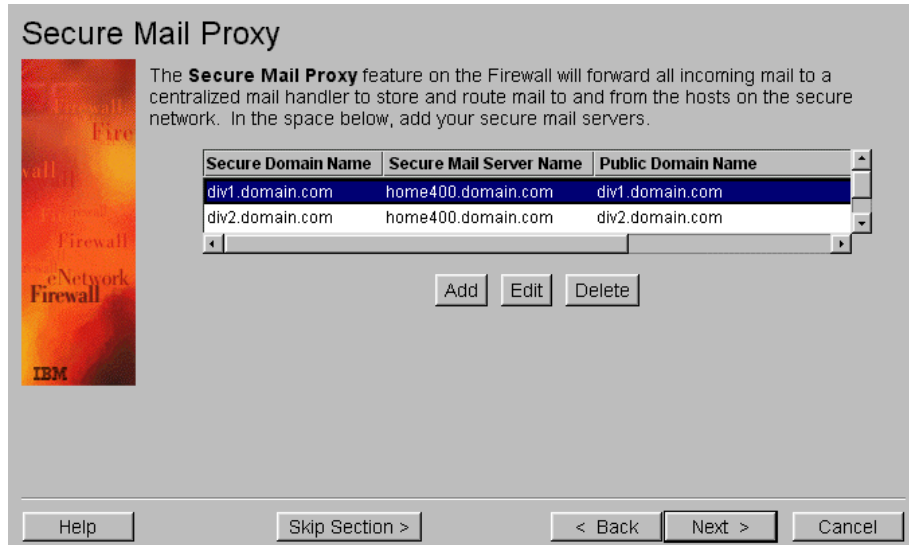 Secure Mail Proxy
The Secure Mail Proxy feature on the Firewall will forward all incoming mail to a
centralized mail handler to store and route mail to and from the hosts on the secure
network. In the space below, add your secure mail servers.
Firewall
Fire
wall
Secure Domain Name Secure Mail Server Name Public Domain Name
div1.domain.com home400.domain.com div1.domain.com
div2.domain.com home400.domain.com div2.domain.com
Firewall
Firewall
eNetwork
Firewall
Add Edit Delete
IBM
Help Skip Section > < Back Next > Cancel